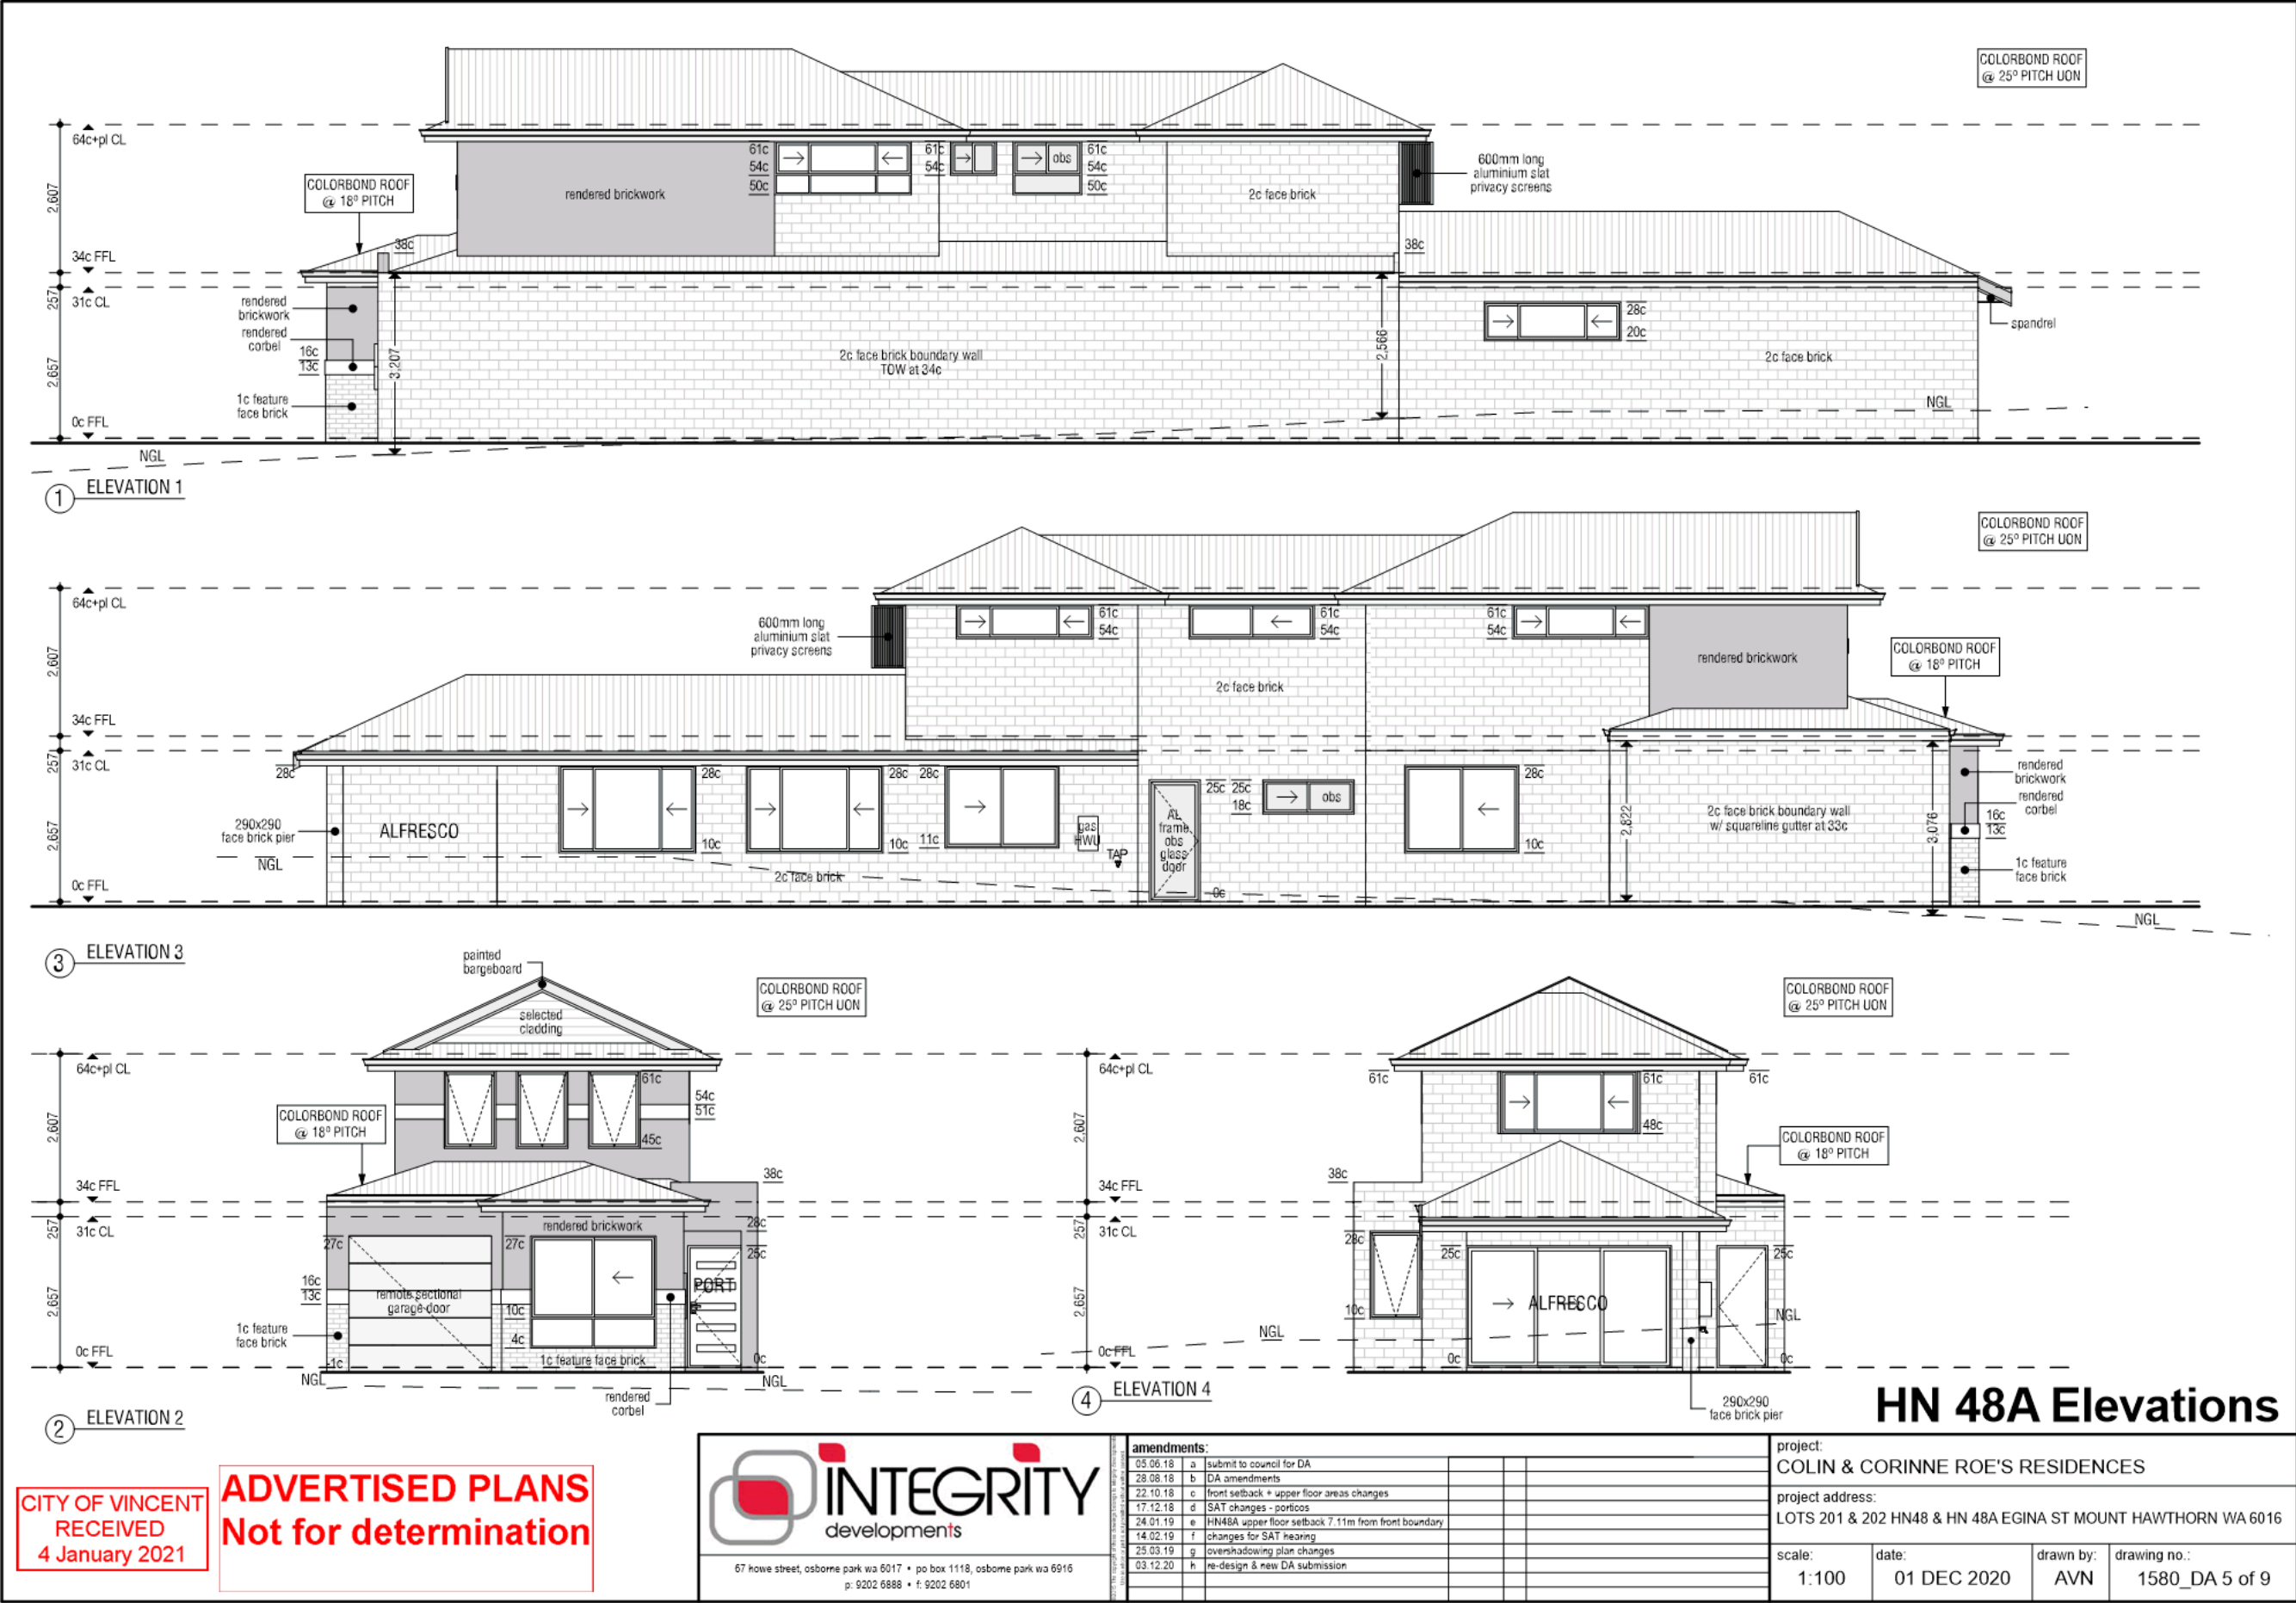 COLORBOND ROOF
@ 25º PITCH UON
64c+pl CL
2,607
34c FFL
257
31c CL
2,657
0c FFL
NGL
COLORBOND ROOF
@ 18º PITCH
38c
rendered brickwork
61c
54c
50c
61c
54c
obs
61c
54c
50c
2c face brick
600mm long
aluminium slat
privacy screens
38c
rendered
brickwork
rendered
corbel
16c
13c
1c feature
face brick
3,207
2c face brick boundary wall
TOW at 34c
2,566
28c
20c
2c face brick
spandrel
NGL
1 ELEVATION 1
COLORBOND ROOF
@ 25º PITCH UON
64c+pl CL
2,607
34c FFL
257
31c CL
2,657
0c FFL
600mm long
aluminium slat
privacy screens
61c
54c
61c
54c
61c
54c
2c face brick
rendered brickwork
COLORBOND ROOF
@ 18º PITCH
28c
290x290
face brick pier
NGL
ALFRESCO
28c
10c
28c
10c
28c
11c
2c face brick
gas
HWU
TAP
AL
frame
obs
glass
door
25c
0c
25c
18c
obs
28c
10c
2,822
2c face brick boundary wall
w/ squareline gutter at 33c
3,076
rendered
brickwork
rendered
corbel
16c
13c
1c feature
face brick
NGL
3 ELEVATION 3
painted
bargeboard
selected
cladding
COLORBOND ROOF
@ 25º PITCH UON
64c+pl CL
2,607
34c FFL
257
31c CL
2,657
0c FFL
COLORBOND ROOF
@ 18º PITCH
61c
54c
51c
45c
38c
rendered brickwork
28c
25c
27c
27c
16c
13c
remote sectional
garage door
10c
4c
PORT
1c feature
face brick
1c feature face brick
-1c
0c
NGL
NGL
rendered
corbel
2 ELEVATION 2
COLORBOND ROOF
@ 25º PITCH UON
64c+pl CL
2,607
34c FFL
257
31c CL
2,657
0c FFL
61c
61c
61c
48c
COLORBOND ROOF
@ 18º PITCH
38c
28c
25c
25c
10c
ALFRESCO
NGL
NGL
0c
0c
290x290
face brick pier
4 ELEVATION 4
HN 48A Elevations
CITY OF VINCENT
RECEIVED
4 January 2021
ADVERTISED PLANS
Not for determination
INTEGRITY
developments
67 howe street, osborne park wa 6017 • po box 1118, osborne park wa 6916
p: 9202 6888 • f: 9202 6801
amendments:
05.06.18 a submit to council for DA
28.08.18 b DA amendments
22.10.18 c front setback + upper floor areas changes
17.12.18 d SAT changes - porticos
24.01.19 e HN48A upper floor setback 7.11m from front boundary
14.02.19 f changes for SAT hearing
25.03.19 g overshadowing plan changes
03.12.20 h re-design & new DA submission
project:
COLIN & CORINNE ROE'S RESIDENCES
project address:
LOTS 201 & 202 HN48 & HN 48A EGINA ST MOUNT HAWTHORN WA 6016
scale:
1:100
date:
01 DEC 2020
drawn by:
AVN
drawing no.:
1580_DA 5 of 9